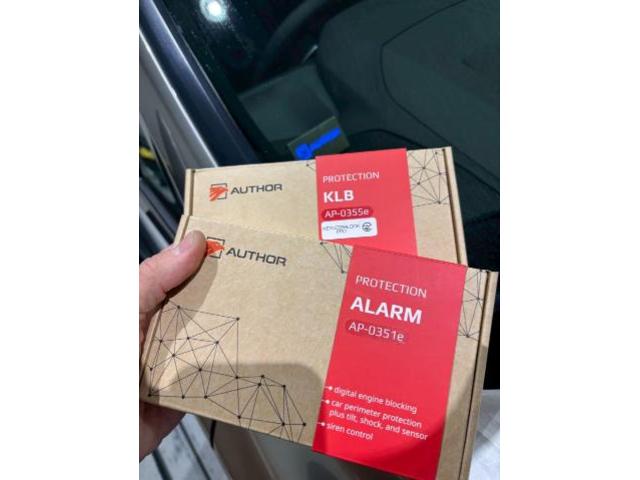 AUTHOR
AUTHOR
PROTECTION
KLB
AP-0355e
AUTHOR
PROTECTION
ALARM
AP-0351e
digital engine blocking
car perimeter protection
plus tilt, shock, and sensor
siren control